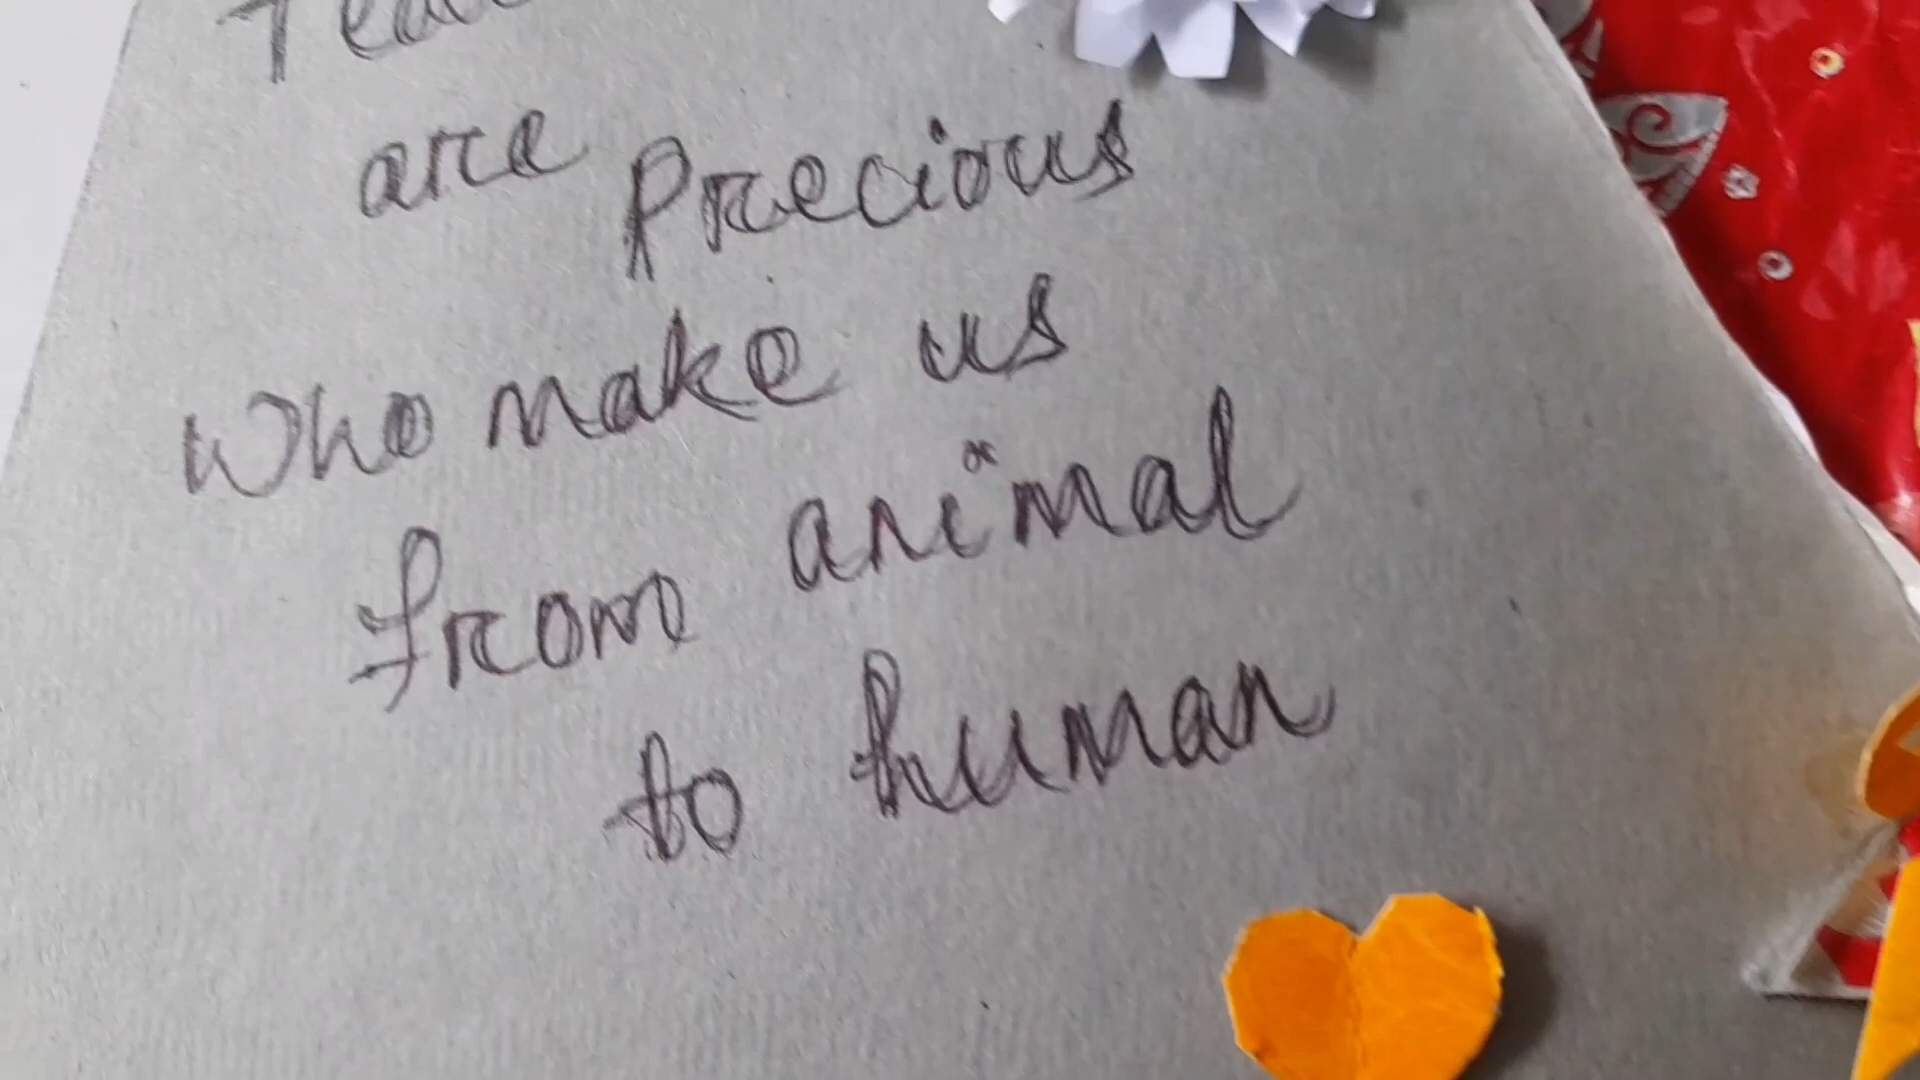 are Precious
Who make us
from animal
to human